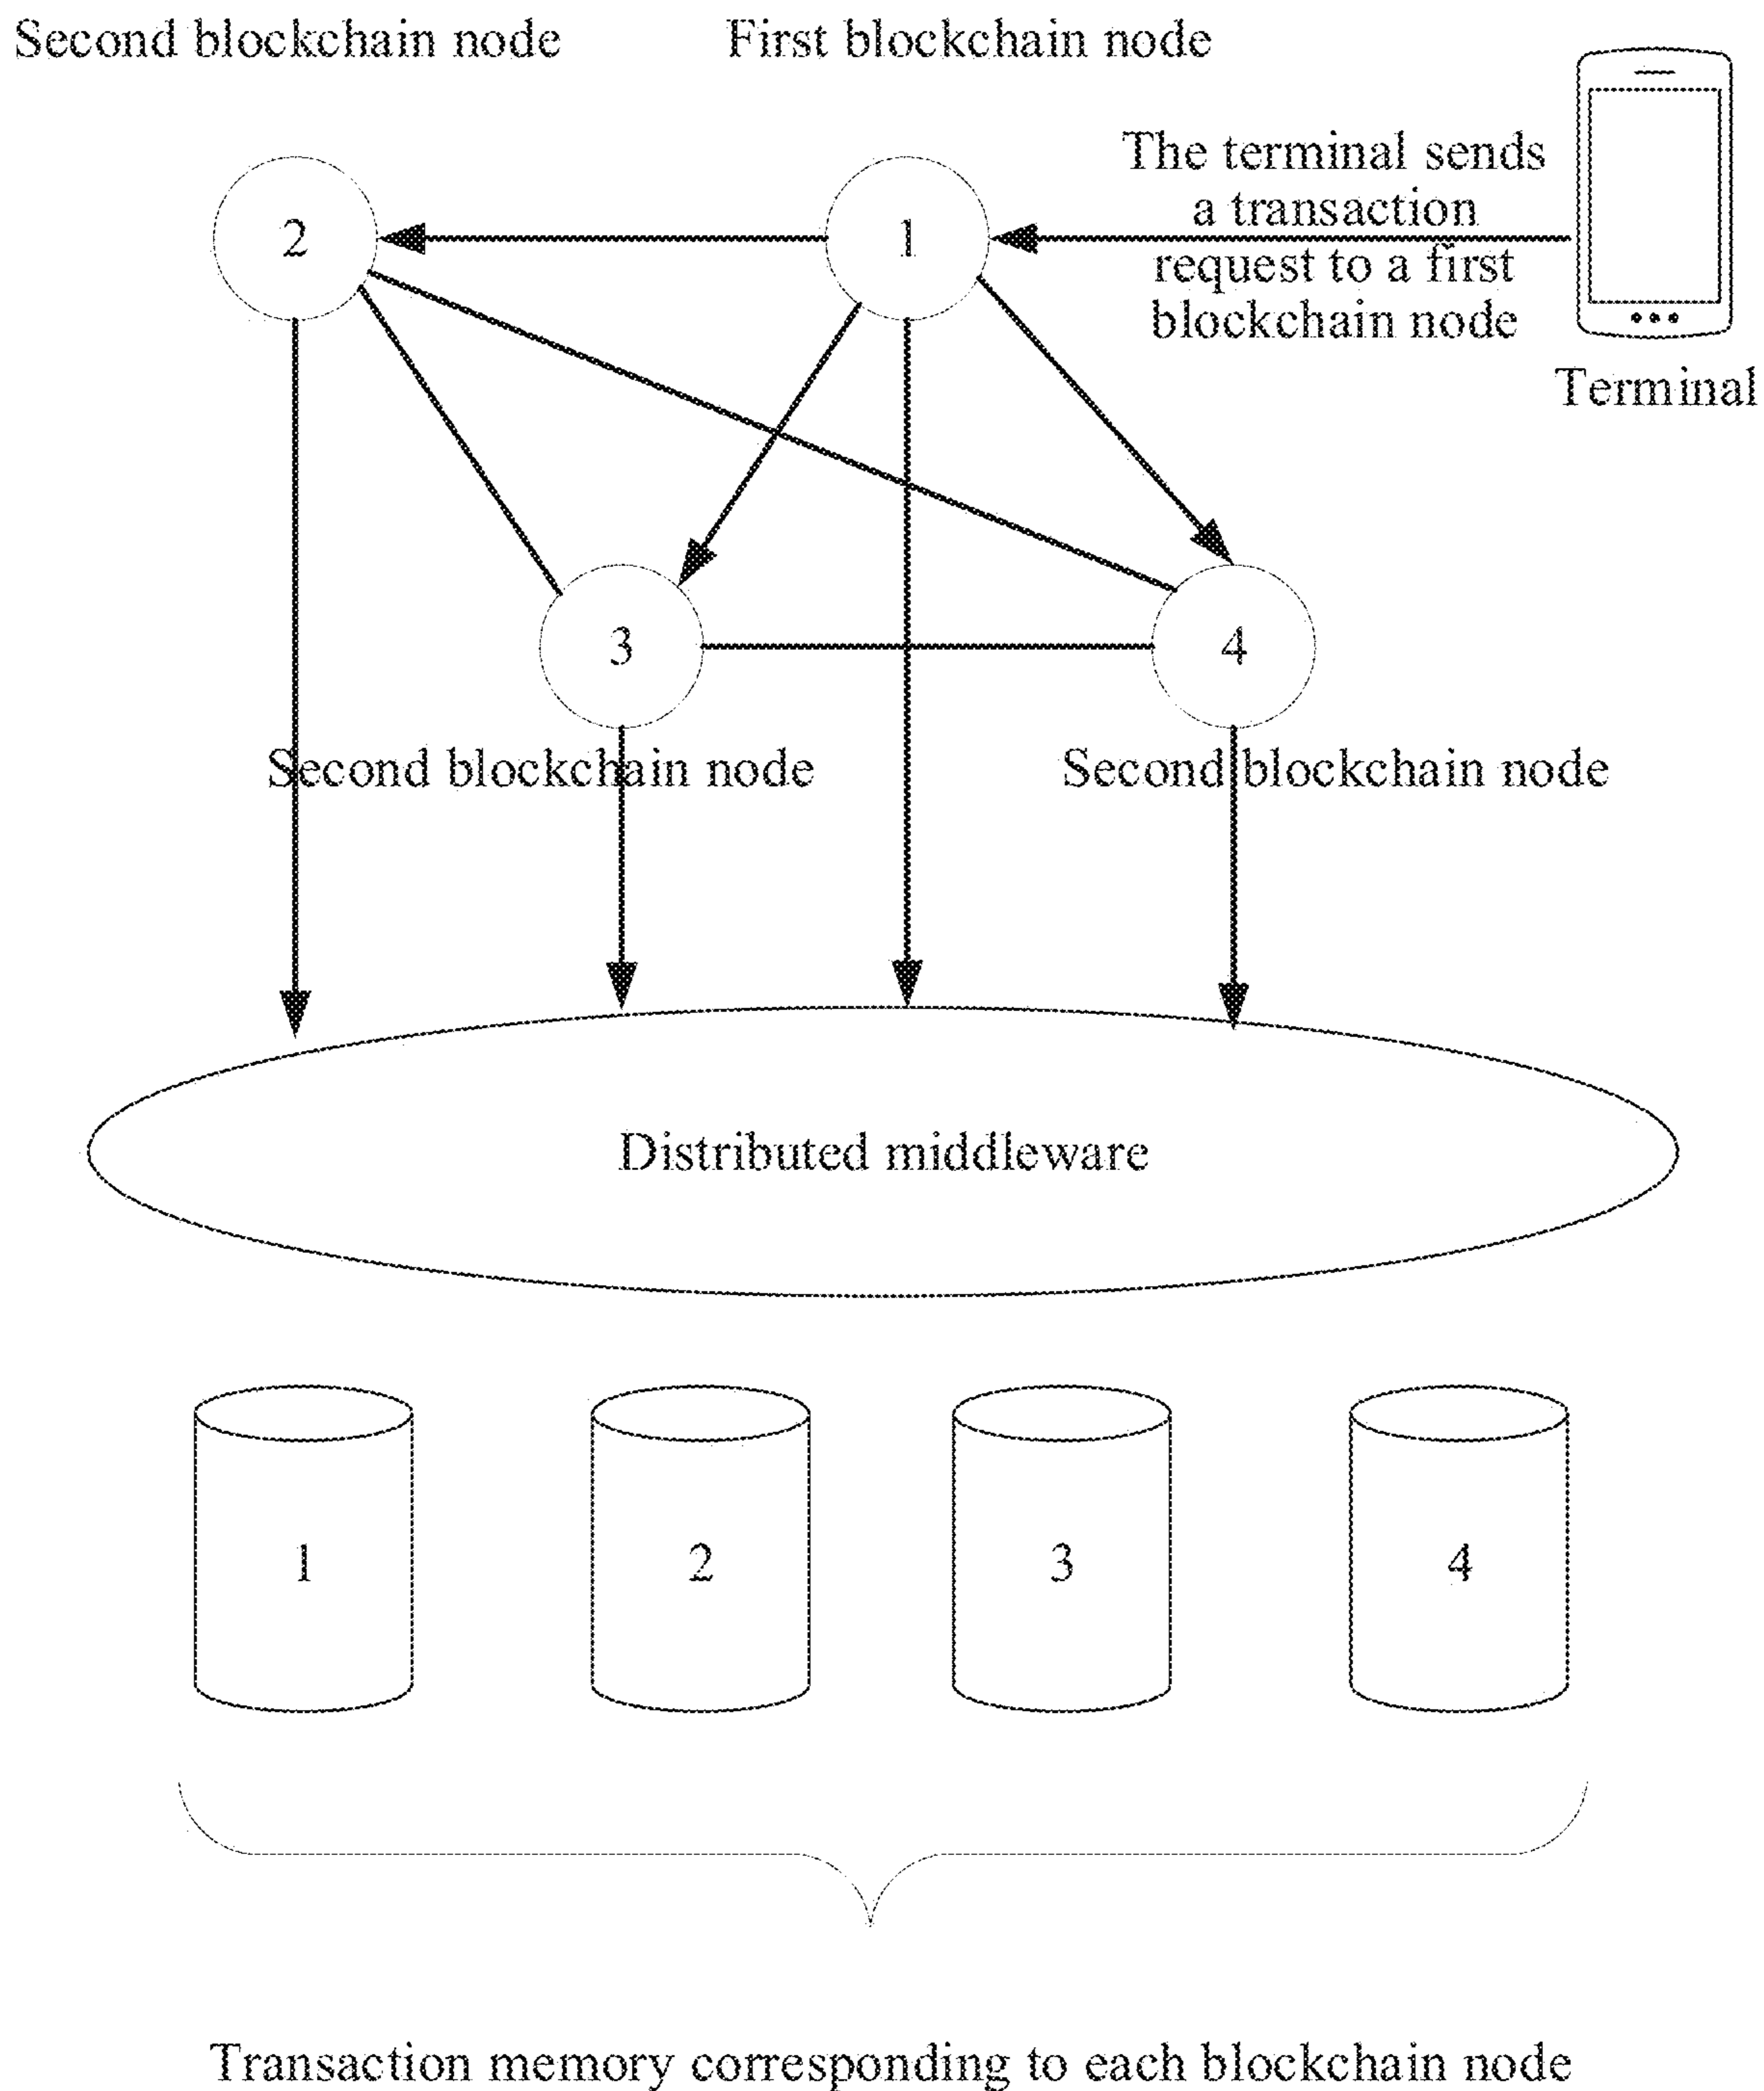 Second blockchain node
First blockchain node
The terminal sends
a transaction
request to a first
blockchain node
2
1
Terminal
3
4
Second blockchain node
Second blockchain node
Distributed middleware
1
2
3
4
Transaction memory corresponding to each blockchain node